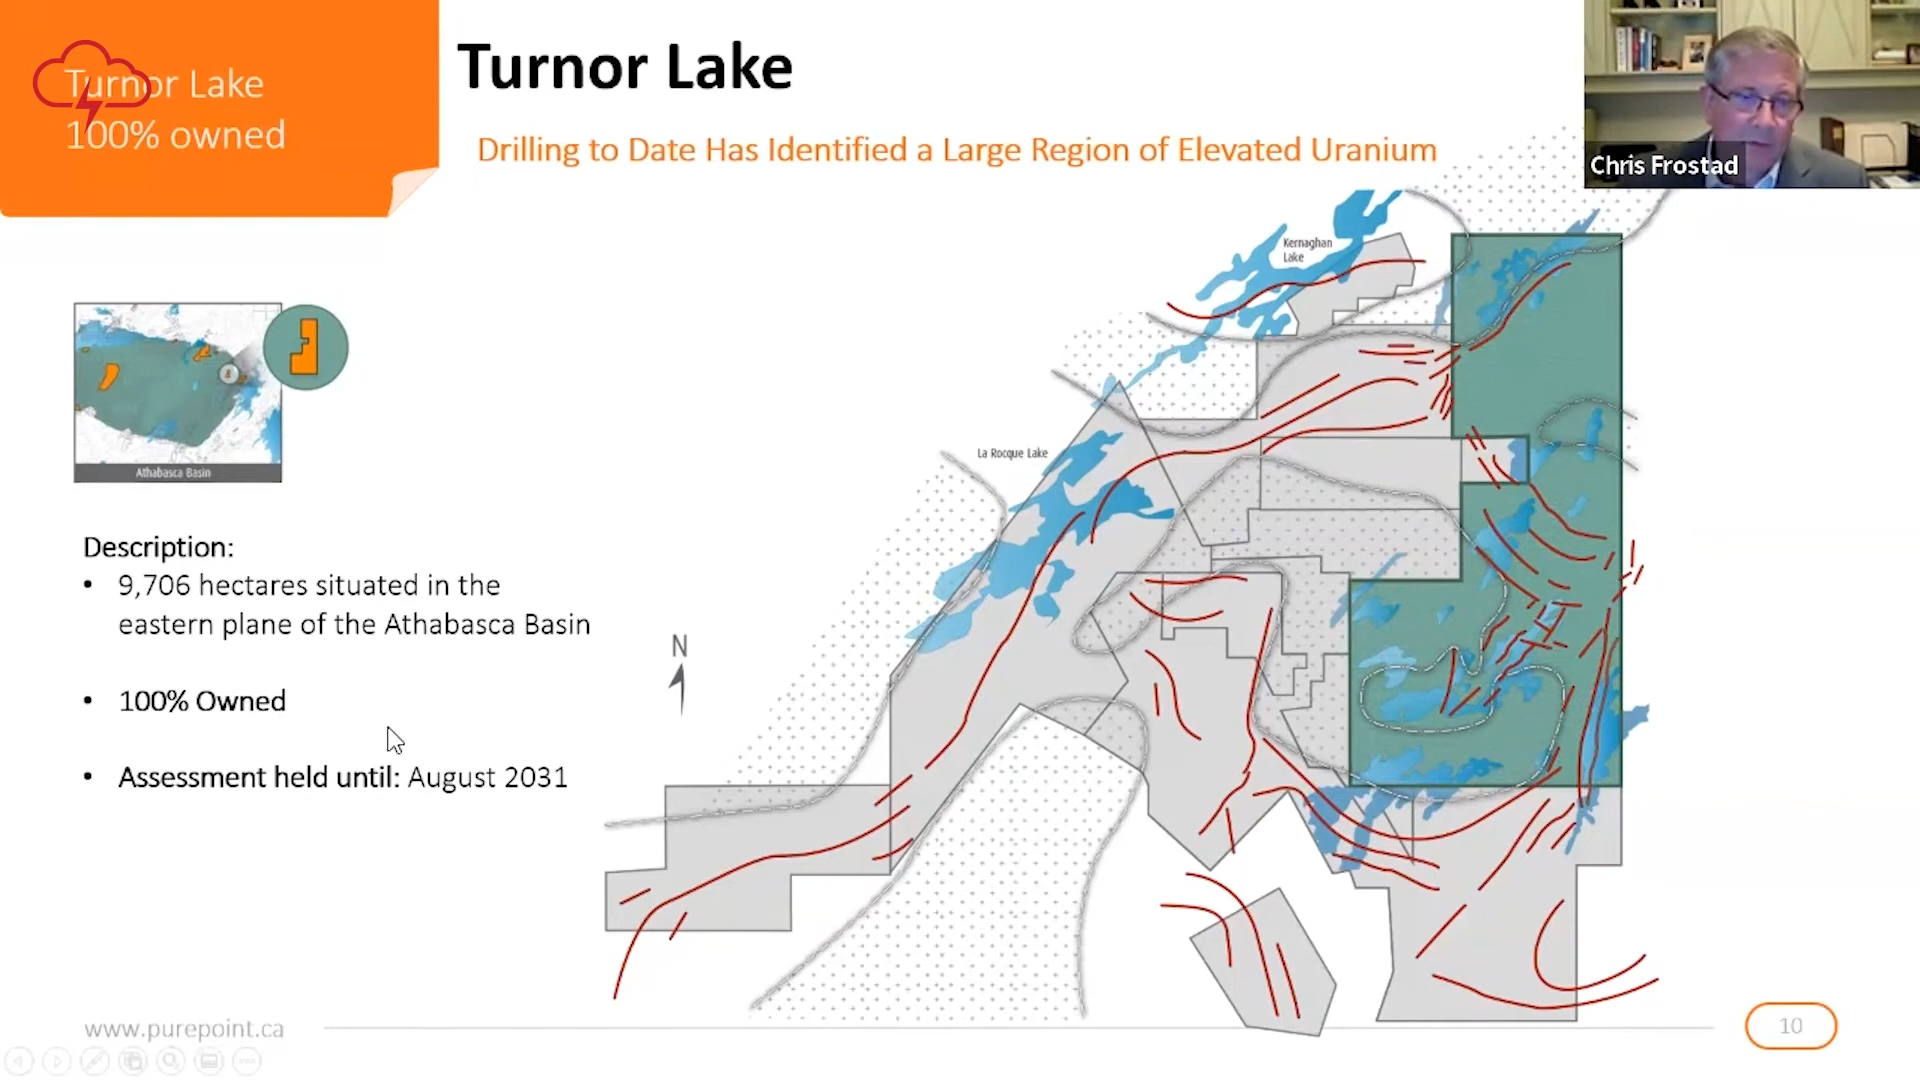 Turnor Lake
100% owned
Turnor Lake
Drilling to Date Has Identified a Large Region of Elevated Uranium
Chris Frostad
Kernaghan
Lake
La Rocque Lake
Athabasca Basin
Description:
• 9,706 hectares situated in the
eastern plane of the Athabasca Basin
• 100% Owned
• Assessment held until: August 2031
N
www.purepoint.ca
10